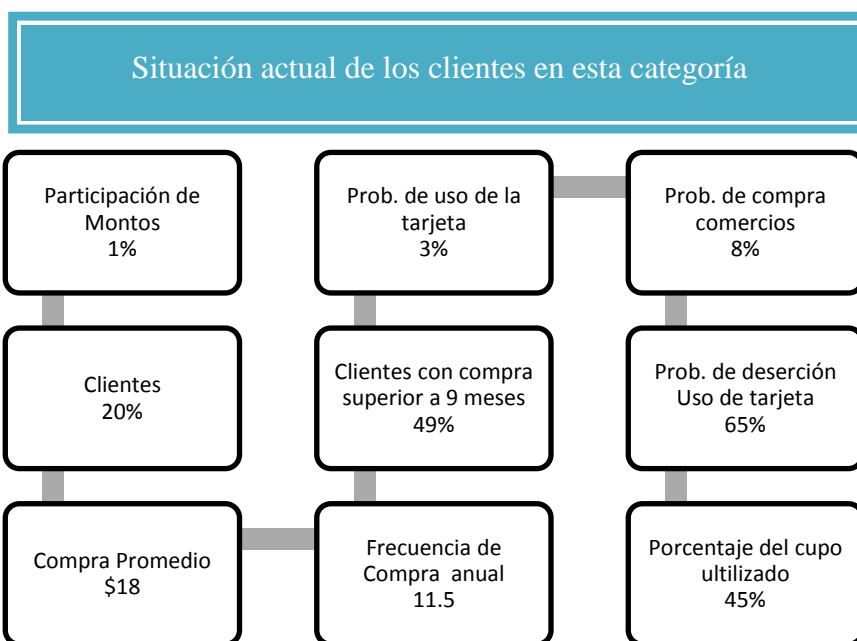 Situación actual de los clientes en esta categoría
Participación de
Montos
1%
Clientes
20%
Compra Promedio
$18
Frecuencia de
Compra anual
11.5
Clientes con compra
superior a 9 meses
49%
Prob. de uso de la
tarjeta
3%
Prob. de compra
comercios
8%
Prob. de deserción
Uso de tarjeta
65%
Porcentaje del cupo
ultilizado
45%